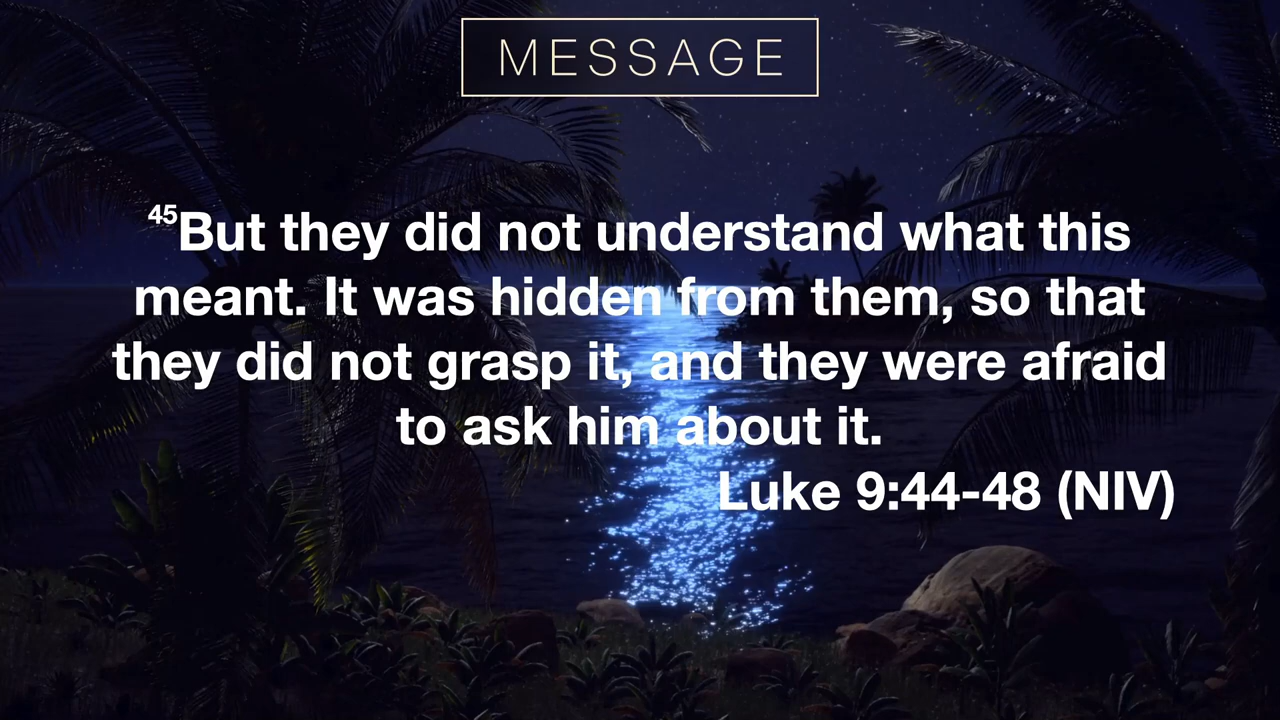 MESSAGE
45But they did not understand what this
meant. It was hidden from them, so that
they did not grasp it, and they were afraid
to ask him about it.
Luke 9:44-48 (NIV)